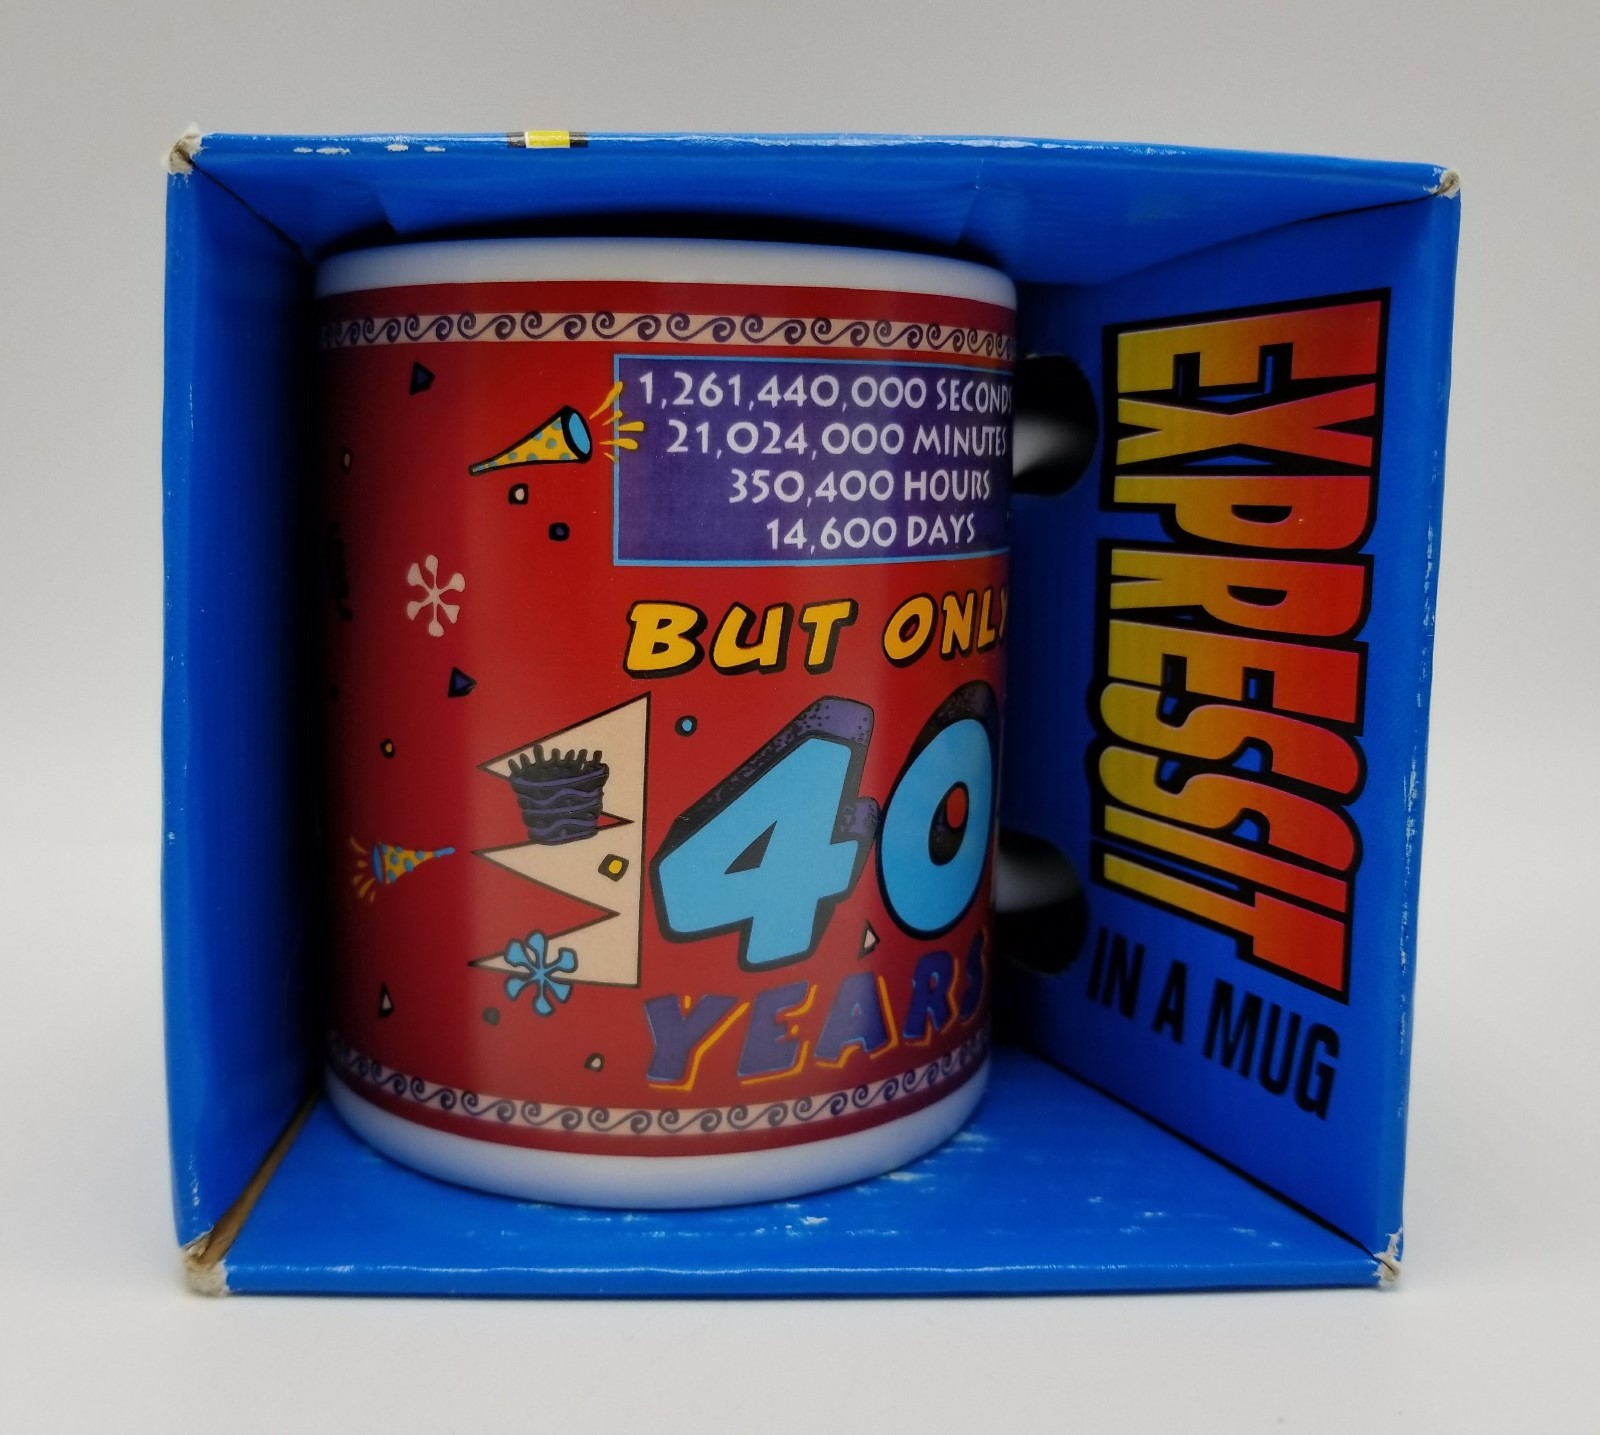 1,261,440,000 SECONDS
21,024,000 MINUTES
350,400 HOURS
14,600 DAYS
BUT ONLY
40
YEARS
EXPRESSIT
IN A MUG